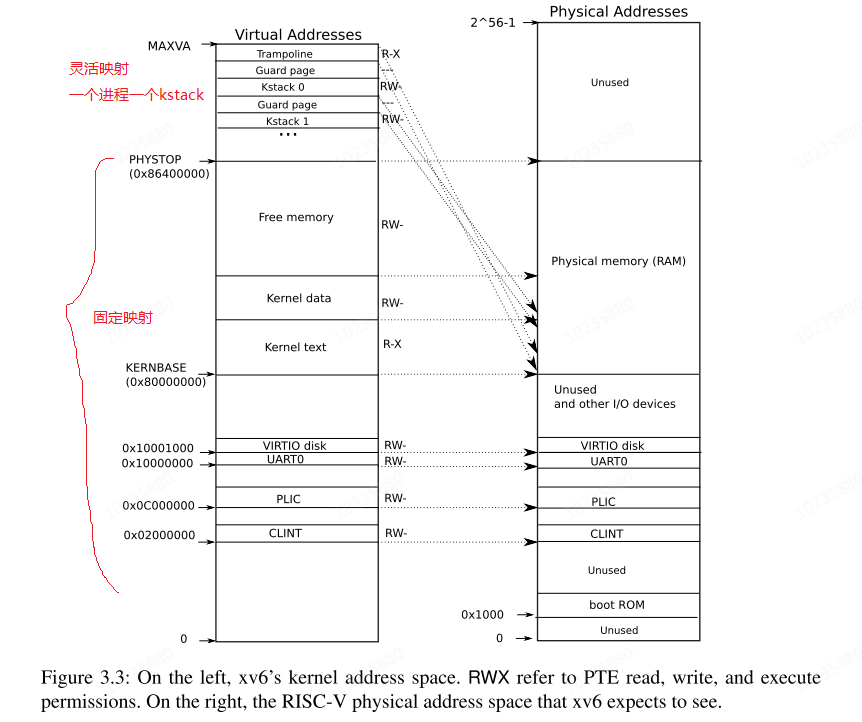 Physical Addresses
2^56-1
Virtual Addresses
MAXVA
Trampoline
R-X
灵活映射
Guard page
---
Unused
一个进程一个kstack
Kstack 0
RW-
Guard page
---
Kstack 1
RW-
...
PHYSTOP
(0x86400000)
Free memory
RW-
Physical memory (RAM)
Kernel data
RW-
固定映射
Kernel text
R-X
KERNBASE
(0x80000000)
Unused
and other I/O devices
0x10001000
VIRTIO disk
RW-
VIRTIO disk
0x10000000
UART0
RW-
UART0
0x0C000000
PLIC
RW-
PLIC
0x02000000
CLINT
RW-
CLINT
Unused
boot ROM
0x1000
Unused
0
0
Figure 3.3: On the left, xv6's kernel address space. RWX refer to PTE read, write, and execute
permissions. On the right, the RISC-V physical address space that xv6 expects to see.
10235880